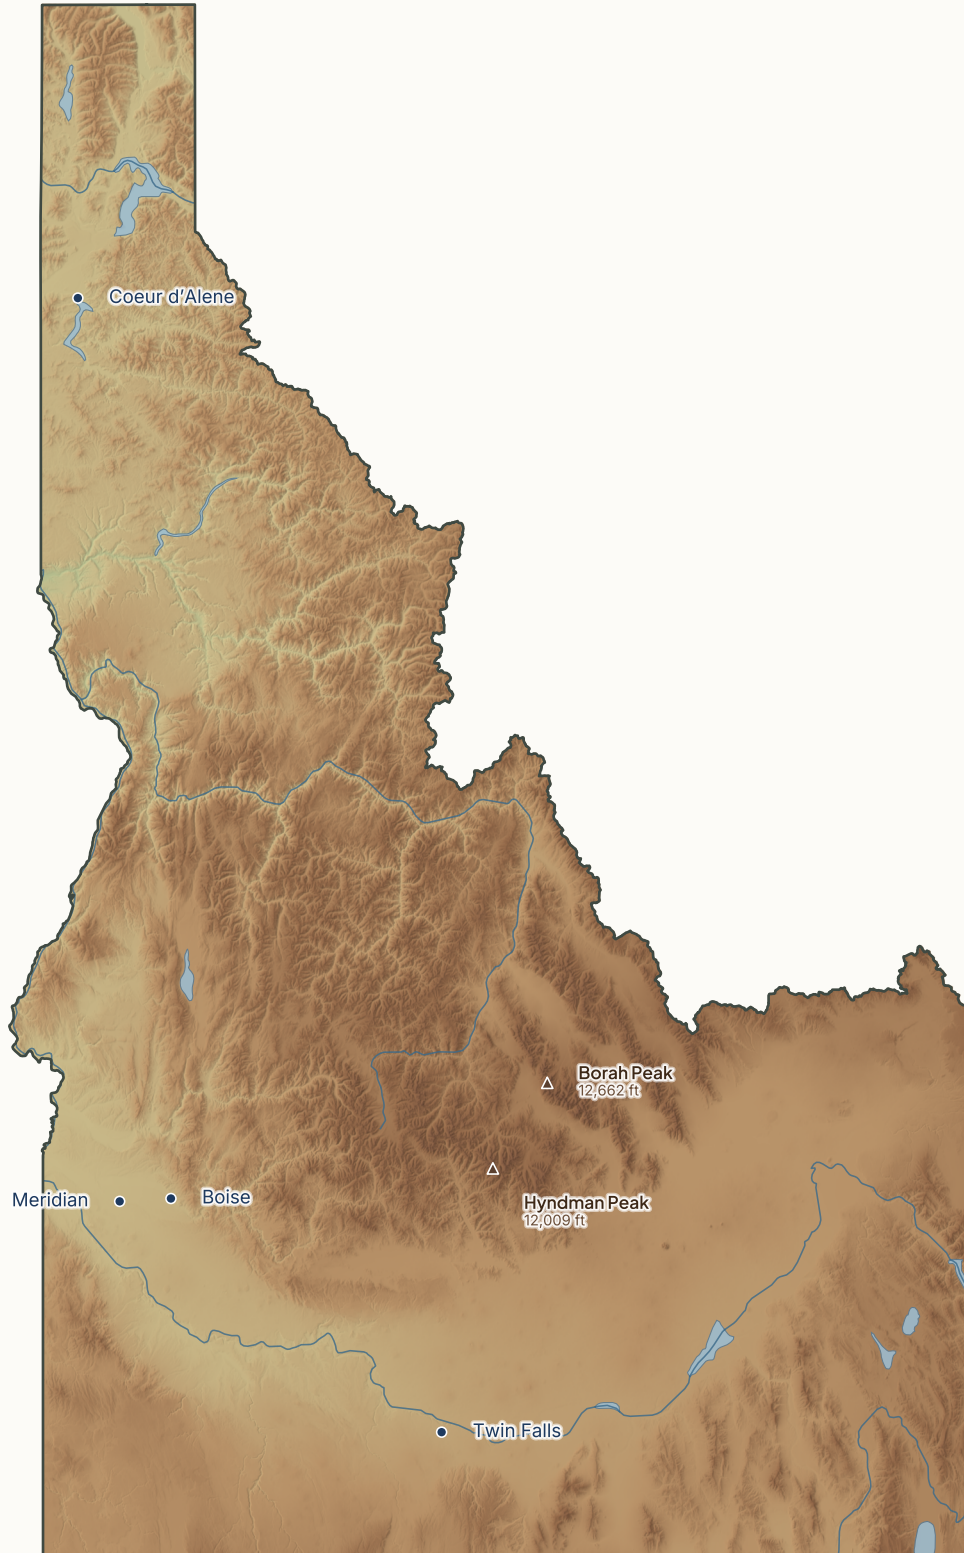 Coeur d’Alene
Borah Peak
12,662 ft
Meridian
Boise
Hyndman Peak
12,009 ft
Twin Falls